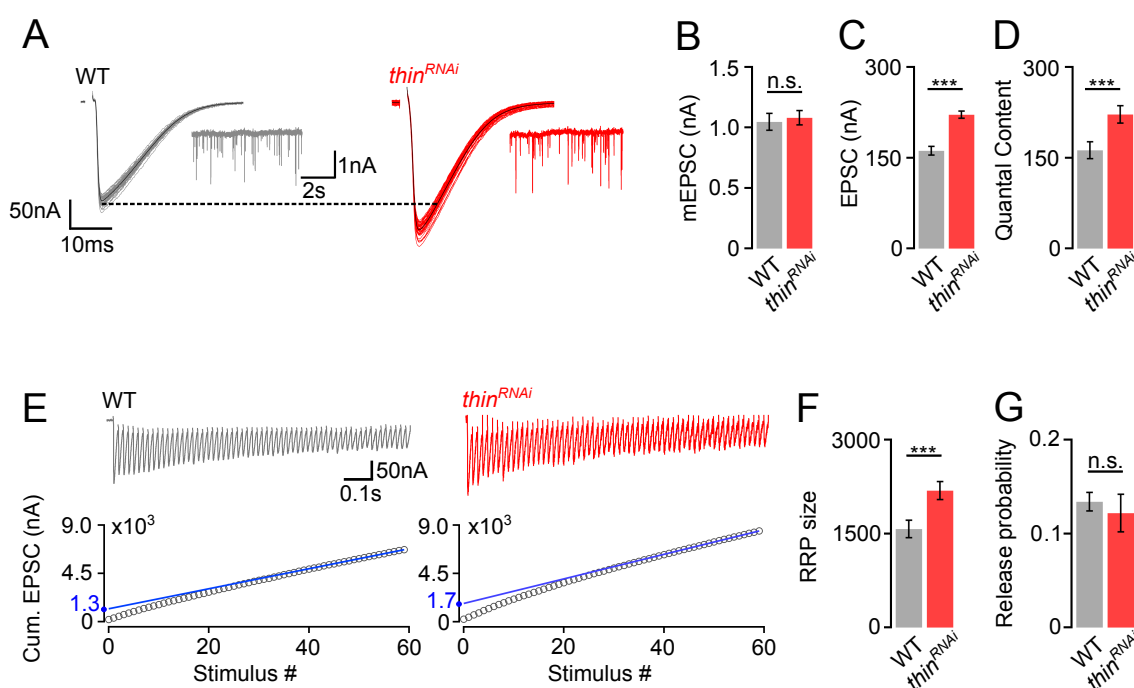 A
WT
thin^RNAi
1nA
2s
50nA
10ms
B
mEPSC (nA)
1.5
1.0
0.5
0
n.s.
WT
thin^RNAi
C
EPSC (nA)
300
150
0
***
WT
thin^RNAi
D
Quantal Content
300
150
0
***
WT
thin^RNAi
E
WT
thin^RNAi
50nA
0.1s
Cum. EPSC (nA)
9.0
x10^3
4.5
1.3
0
0
20
40
60
Stimulus #
9.0
x10^3
4.5
1.7
0
0
20
40
60
Stimulus #
F
RRP size
3000
1500
0
***
WT
thin^RNAi
G
Release probability
0.2
0.1
0
n.s.
WT
thin^RNAi